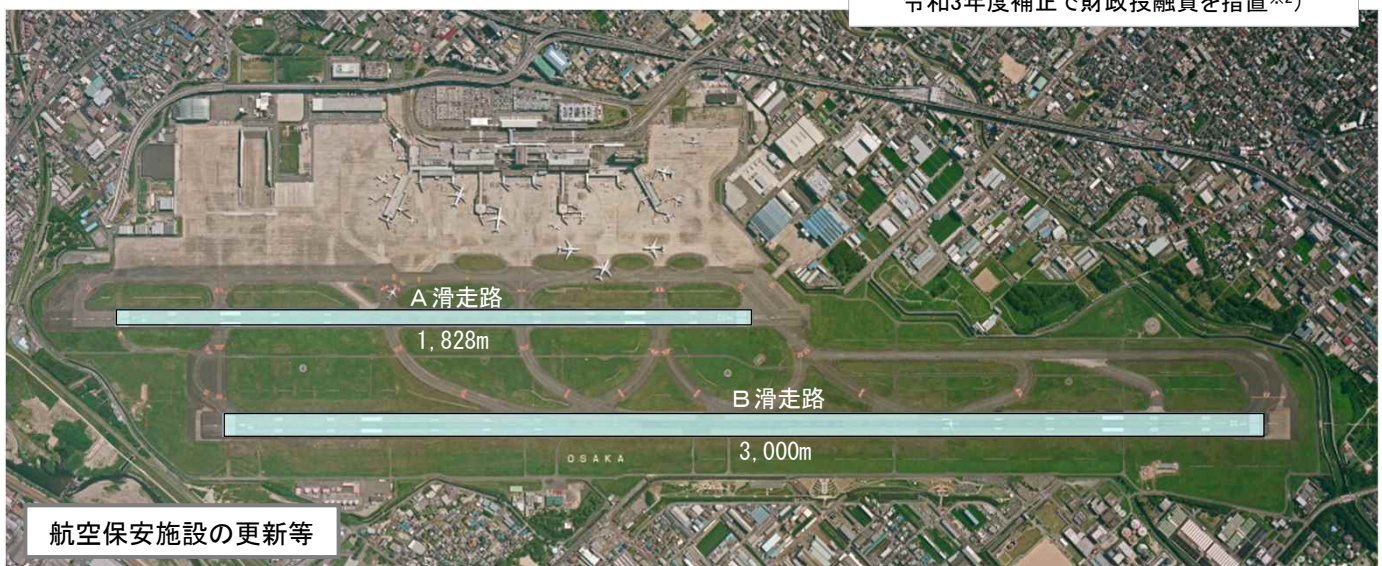 令和3年度補正で財政投融資を措置※2）
A滑走路
1,828m
B滑走路
3,000m
OSAKA
航空保安施設の更新等